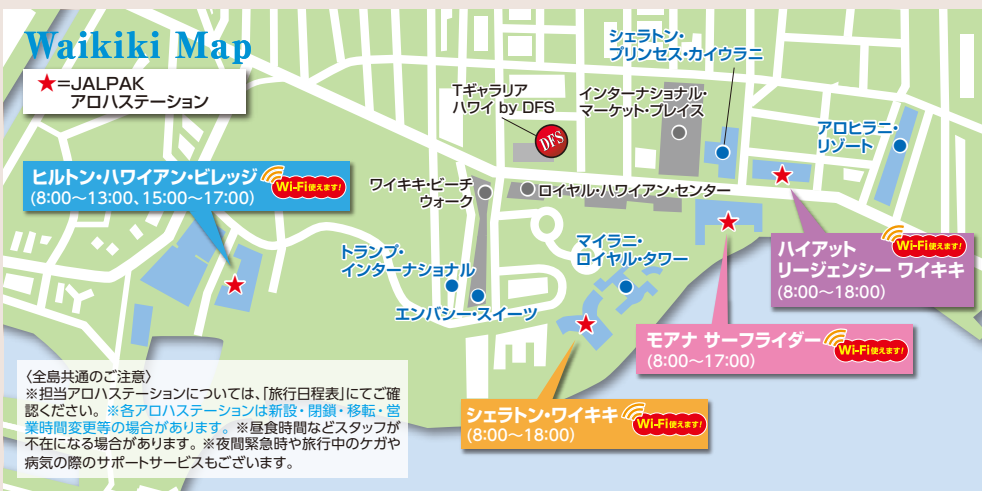 Waikiki Map
★=JALPAK
アロハステーション
シェラトン・
プリンセス・カイウラニ
Tギャラリア
ハワイ by DFS
DFS
インターナショナル・
マーケット・プレイス
アロヒラニ・
リゾート
ヒルトン・ハワイアン・ビレッジ
Wi-Fi使えます!
(8:00〜13:00、15:00〜17:00)
ワイキキ・ビーチ
ウォーク
ロイヤル・ハワイアン・センター
トランプ・
インターナショナル
マイラニ・
ロイヤル・タワー
エンバシー・スイーツ
ハイアット
リージェンシー ワイキキ
Wi-Fi使えます!
(8:00〜18:00)
モアナ サーフライダー
Wi-Fi使えます!
(8:00〜17:00)
シェラトン・ワイキキ
Wi-Fi使えます!
(8:00〜18:00)
〈全島共通のご注意〉
※担当アロハステーションについては、「旅行日程表」にてご確
認ください。※各アロハステーションは新設・閉鎖・移転・営
業時間変更等の場合があります。※昼食時間などスタッフが
不在になる場合があります。※夜間緊急時や旅行中のケガや
病気の際のサポートサービスもございます。